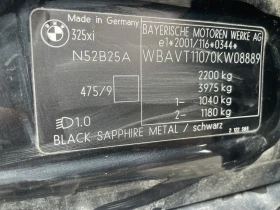 Made in Germany
BAYERISCHE MOTOREN WERKE AG
325xi
e1*2001/116*0344*
N52B25A
WBAVT11070KW08889
2200 kg
475/9
3975 kg
1- 1040 kg
1.0
2- 1180 kg
BLACK SAPPHIRE METAL / schwarz